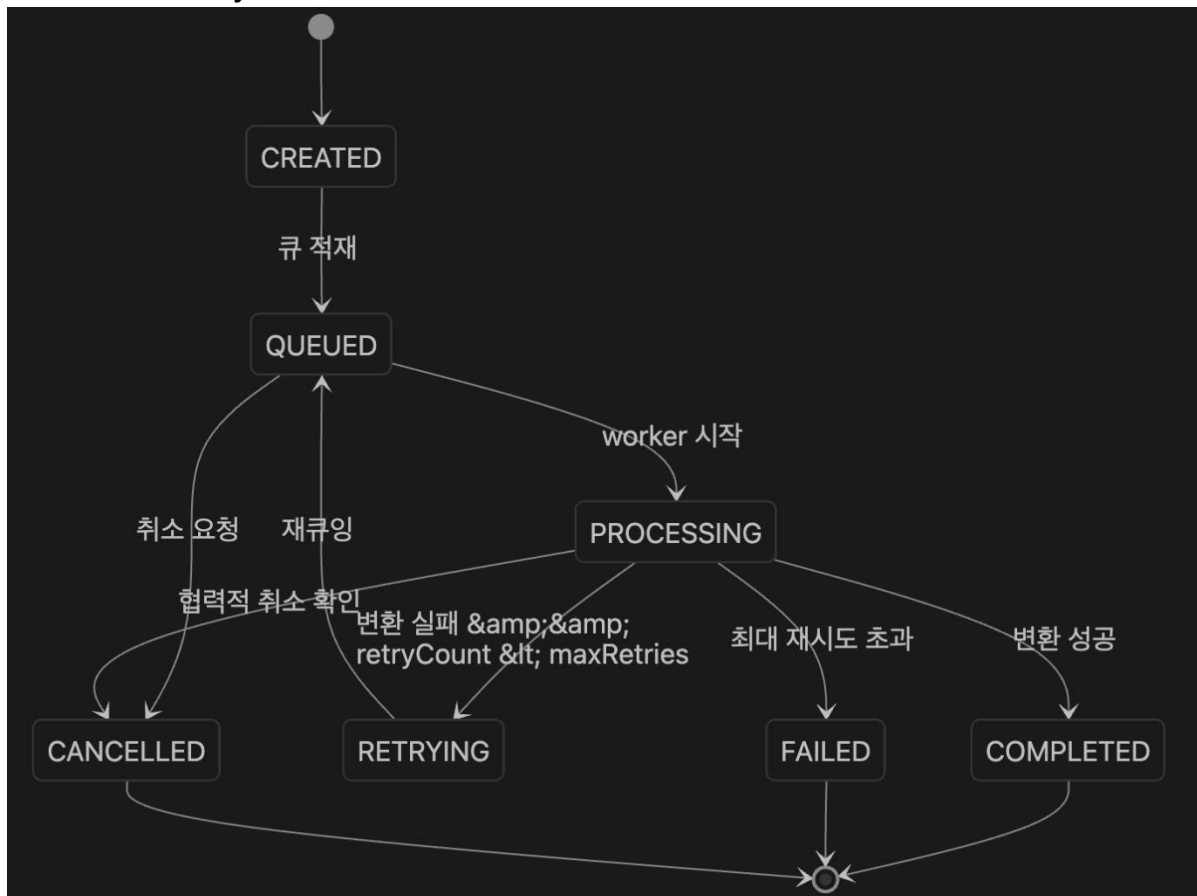 CREATED
큐 적재
QUEUED
worker 시작
PROCESSING
취소 요청
재큐잉
협력적 취소 확인
변환 실패 &amp;&amp;
retryCount &lt; maxRetries
최대 재시도 초과
변환 성공
CANCELLED
RETRYING
FAILED
COMPLETED